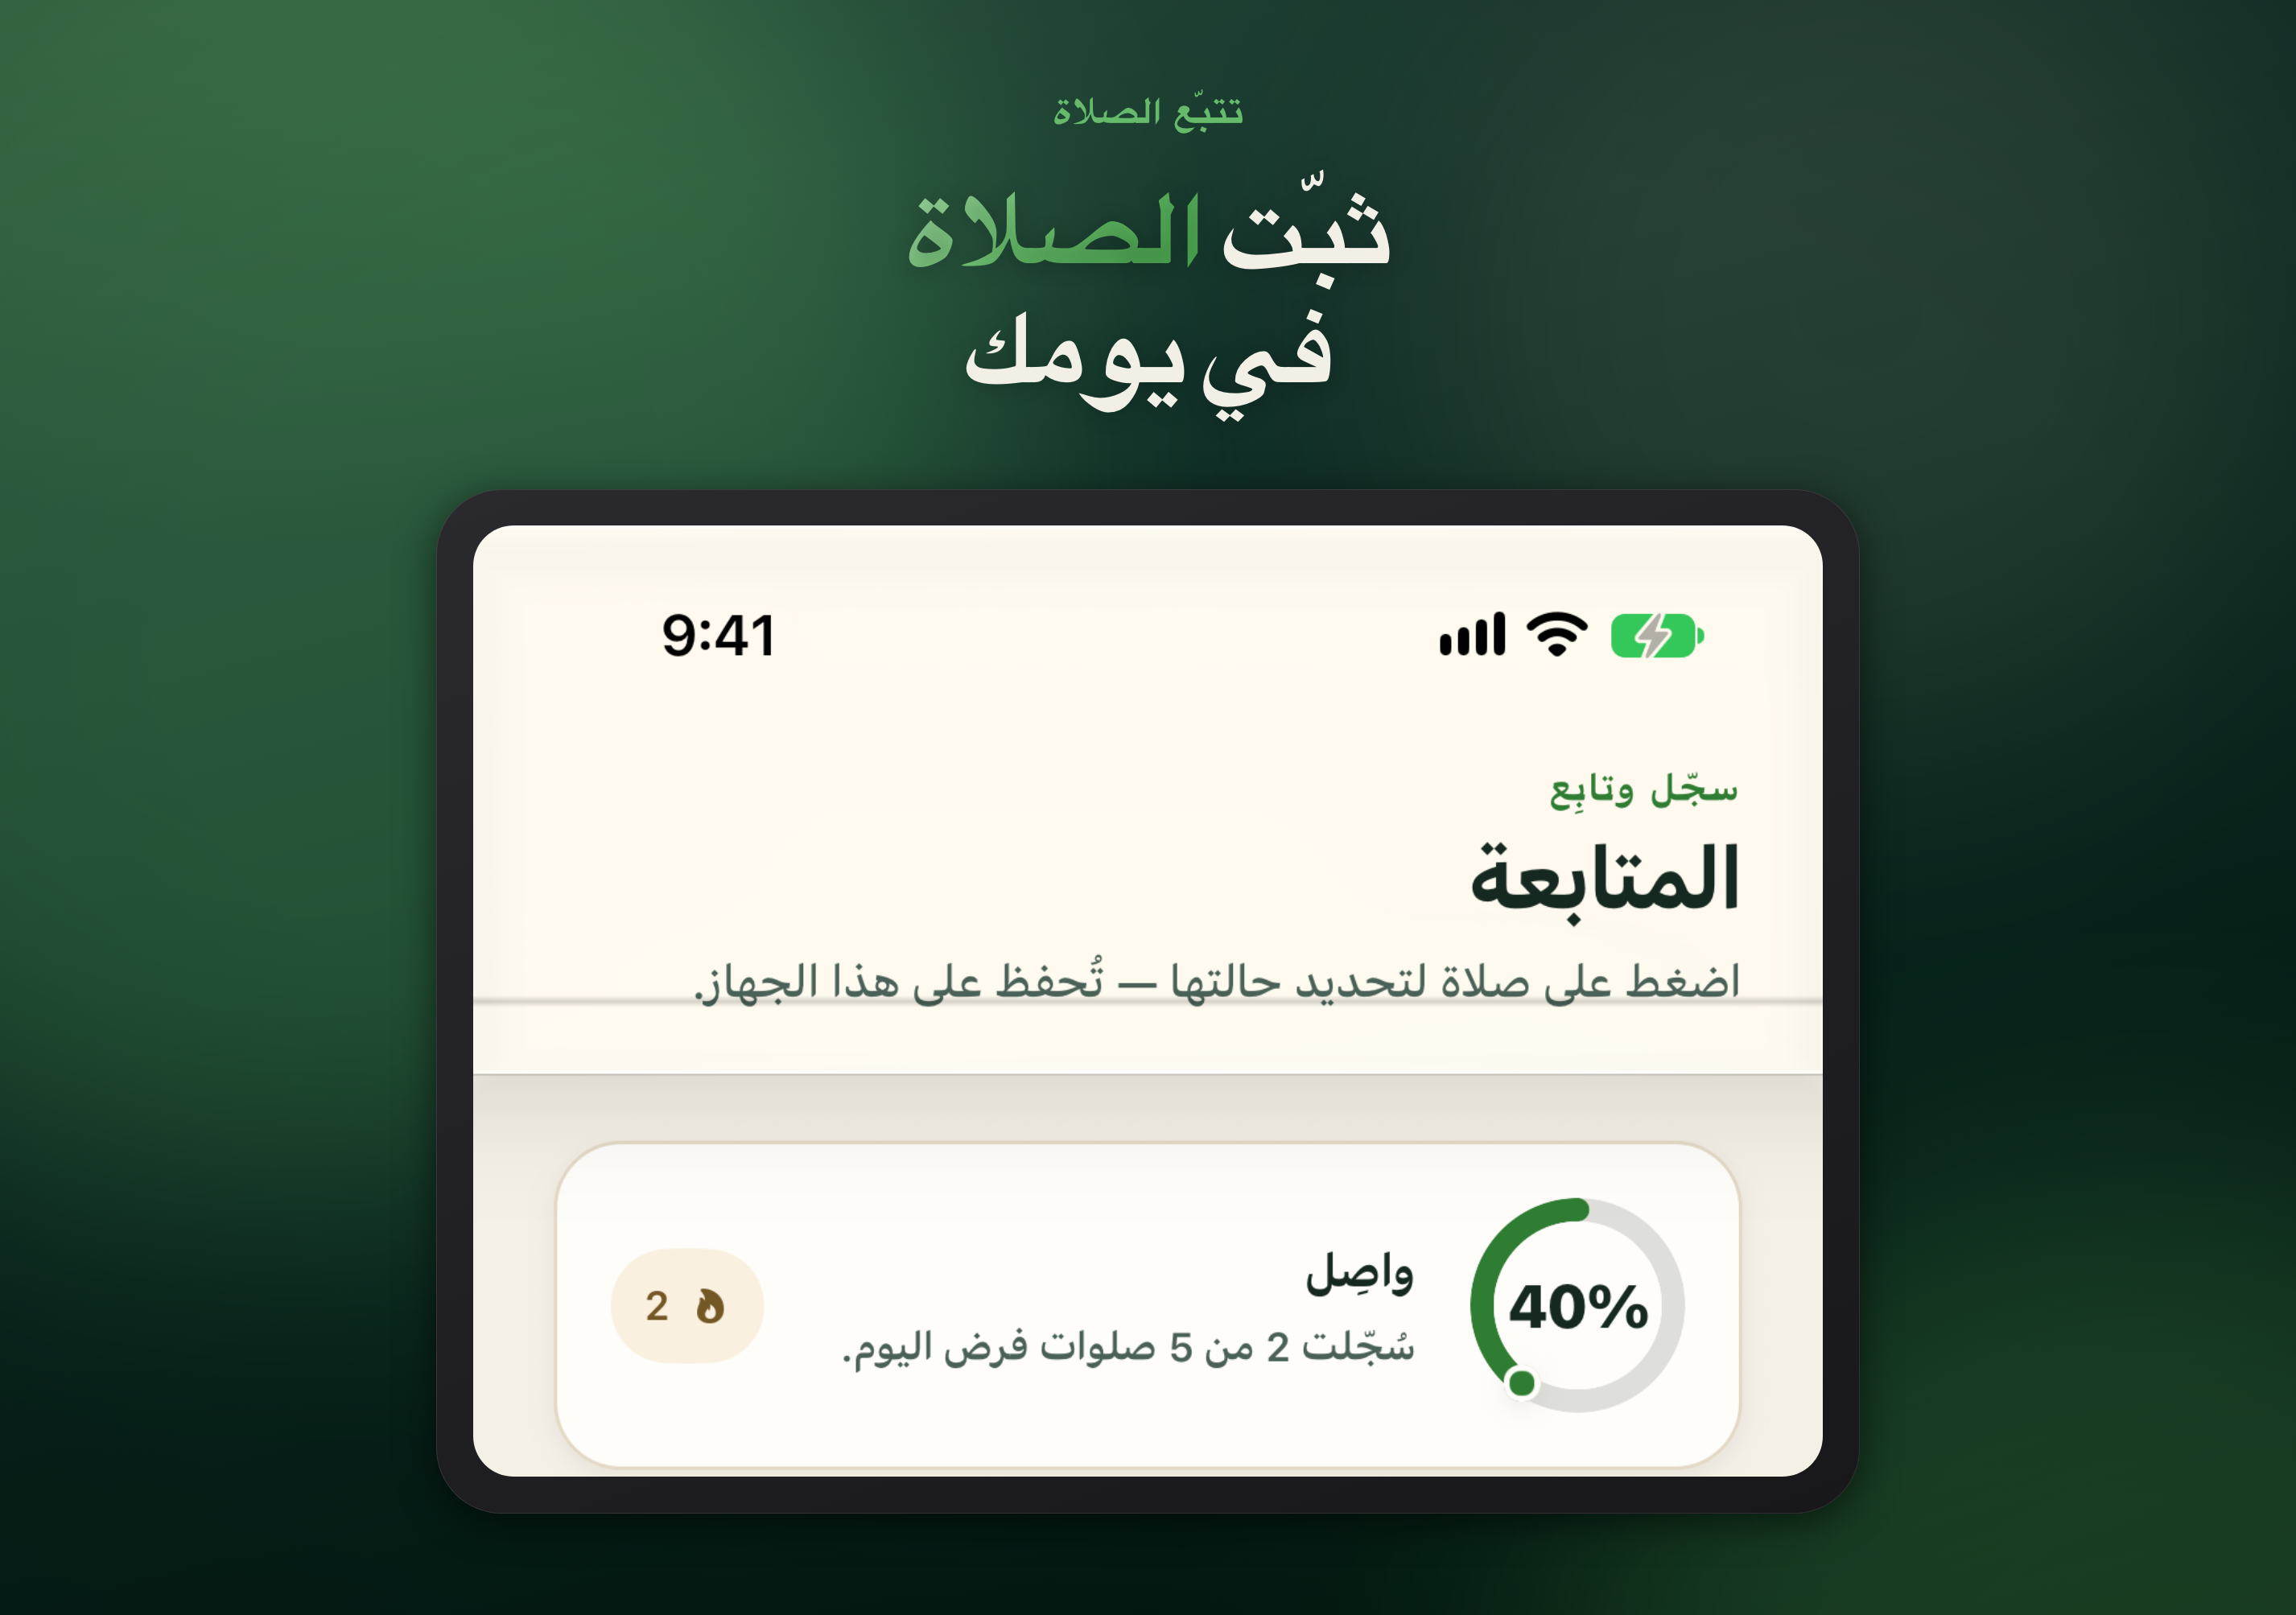 تتبّع الصلاة
ثبّت الصلاة
في يومك
9:41
سجّل وتابِع
المتابعة
اضغط على صلاة لتحديد حالتها — تُحفظ على هذا الجهاز.
40%
واصِل
سُجّلت 2 من 5 صلوات فرض اليوم.
2